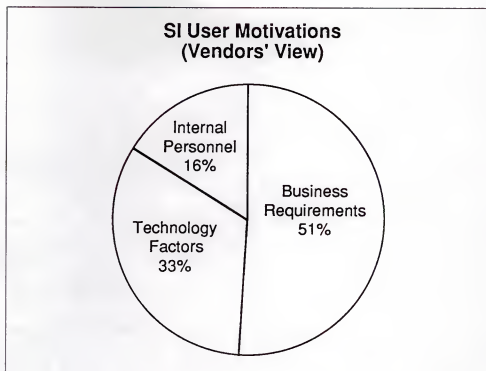 SI User Motivations
(Vendors' View)
Internal
Personnel
16%
Business
Requirements
51%
Technology
Factors
33%